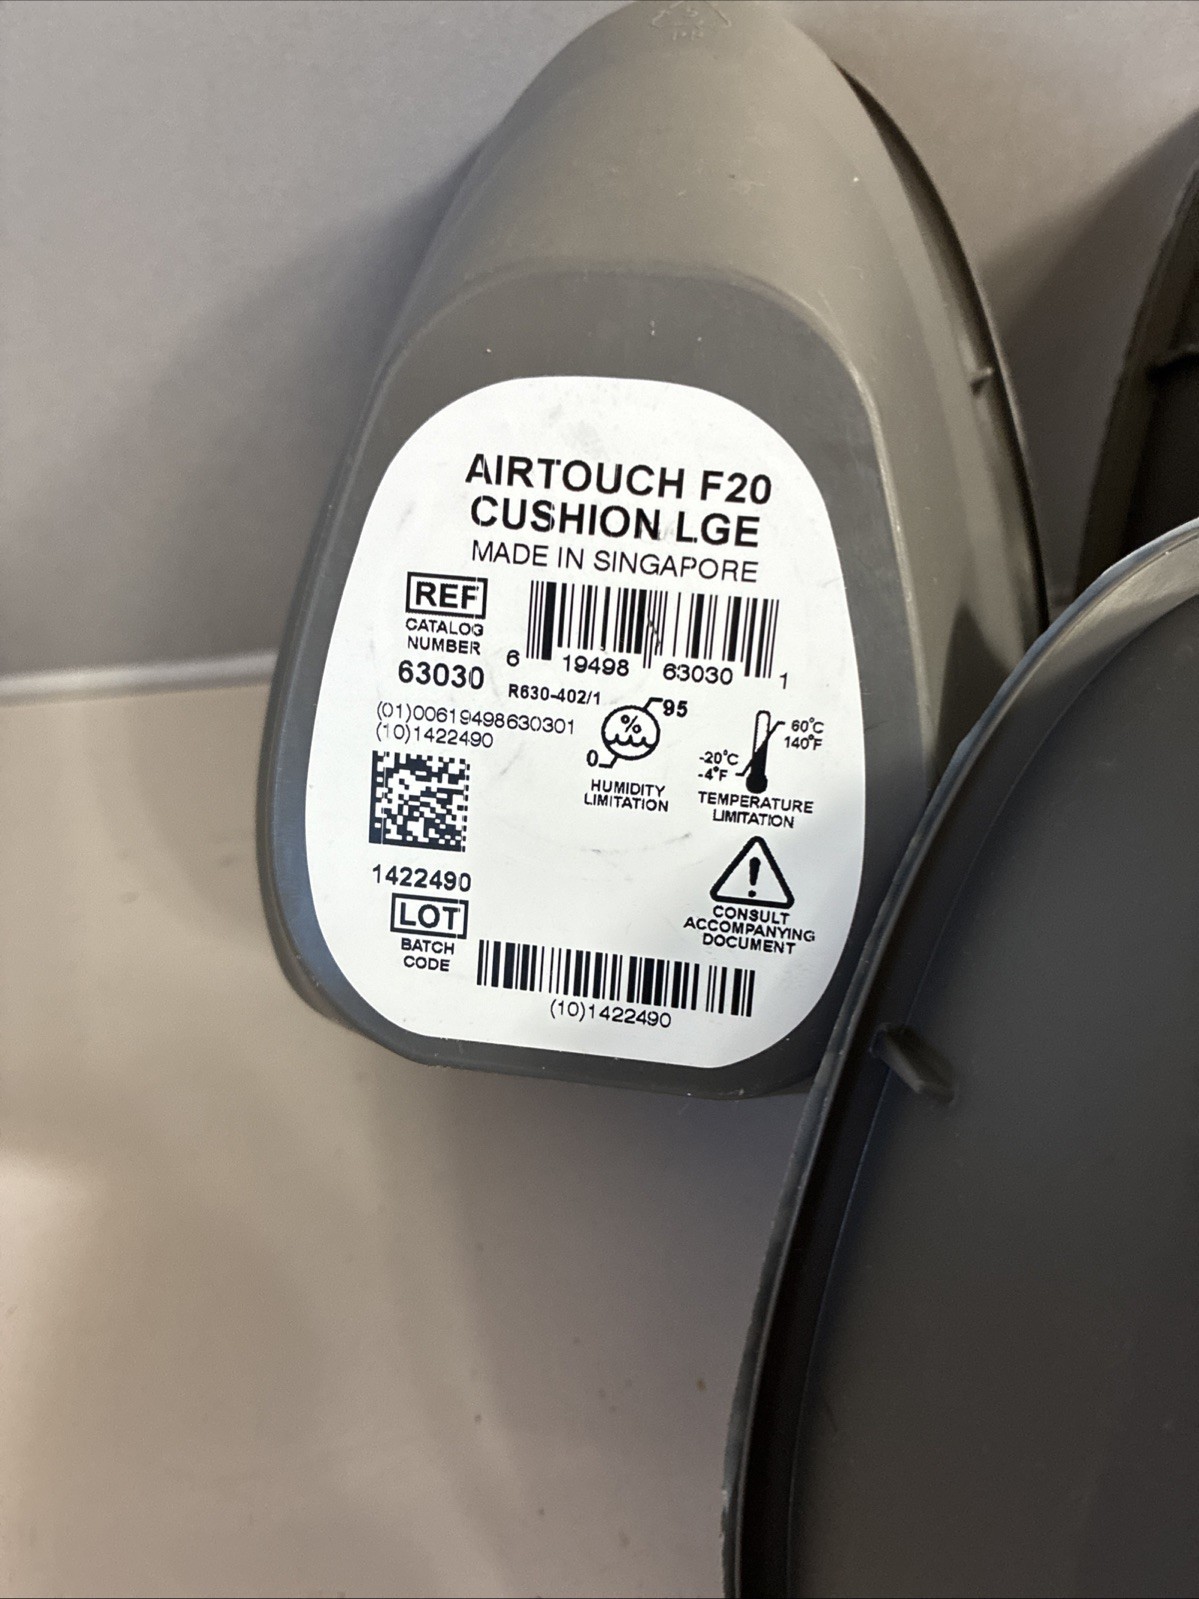 AIRTOUCH F20
CUSHION LGE
MADE IN SINGAPORE
REF
CATALOG
NUMBER
63030
6 19498 63030 1
R630-402/1
(01)00619498630301
(10)1422490
95
%
0
HUMIDITY
LIMITATION
60°C
140°F
-20°C
-4°F
TEMPERATURE
LIMITATION
1422490
LOT
BATCH
CODE
!
CONSULT
ACCOMPANYING
DOCUMENT
(10)1422490